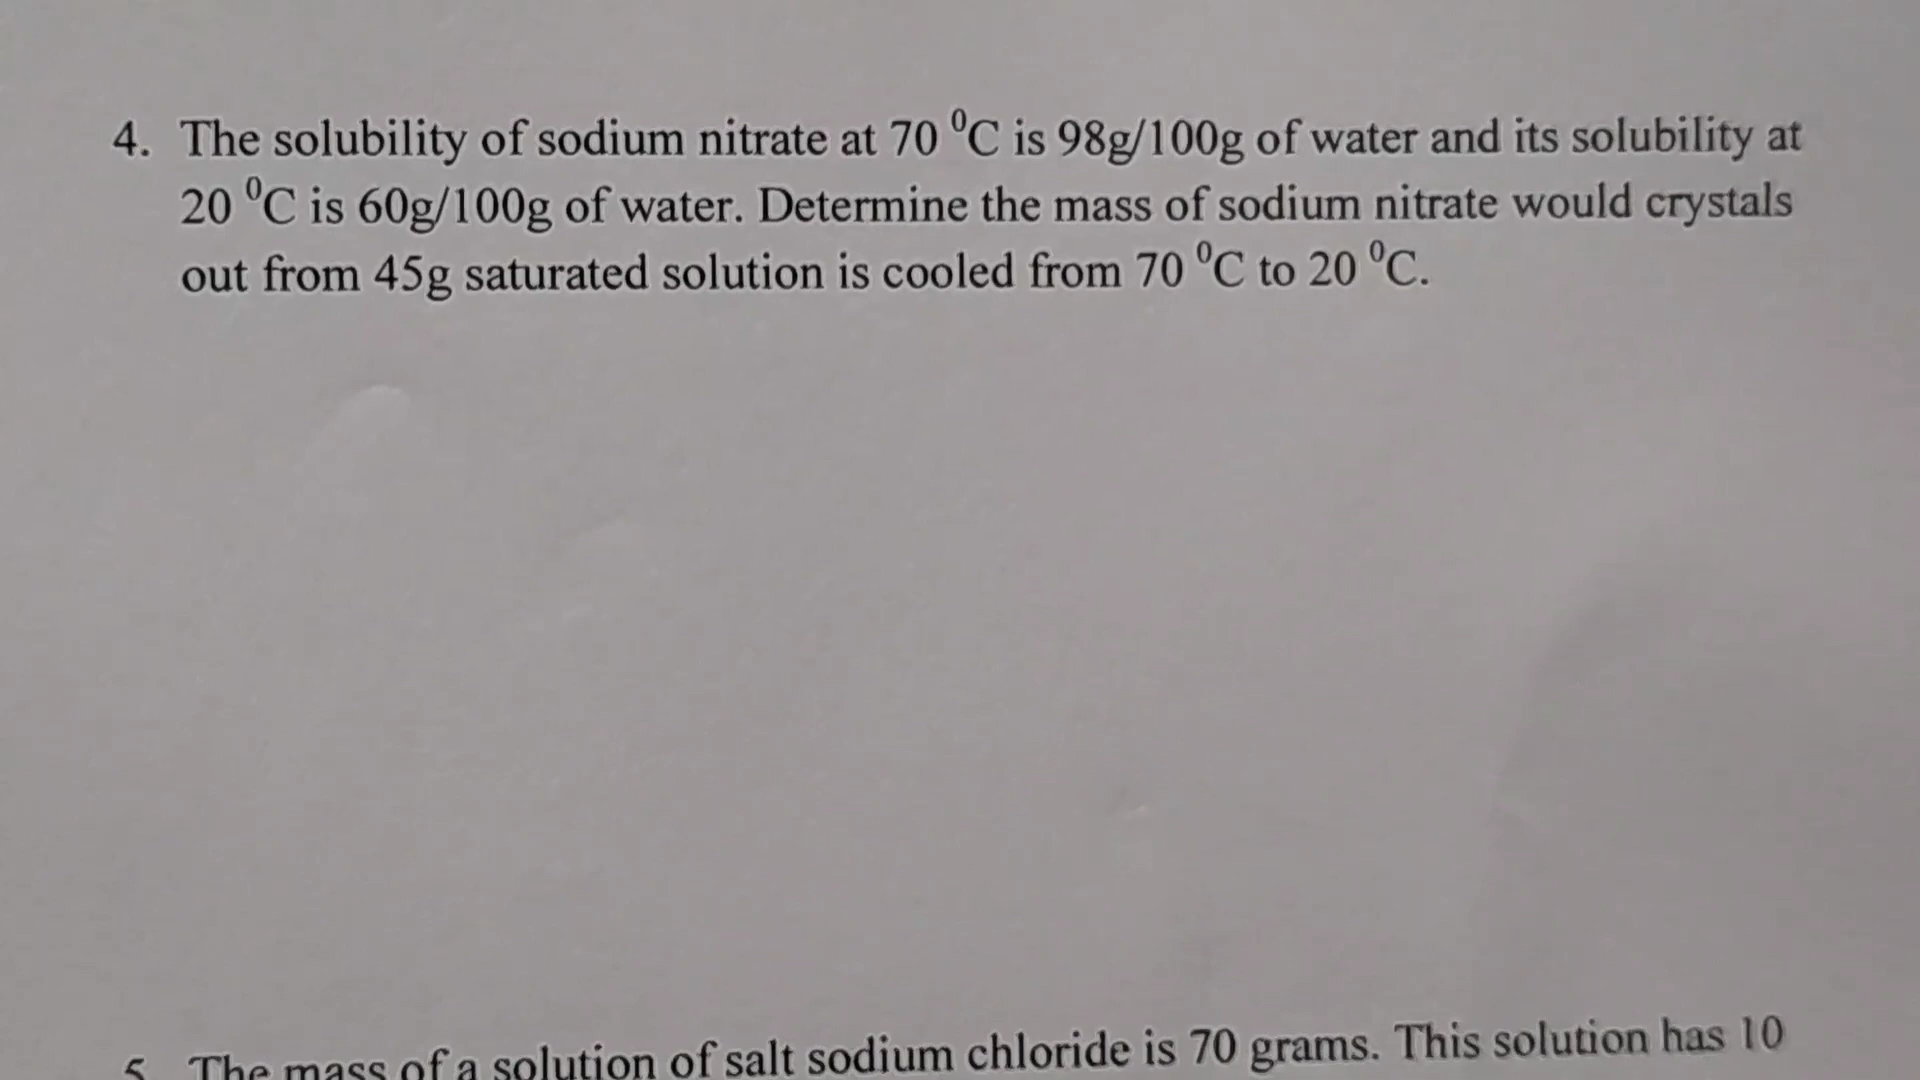 4. The solubility of sodium nitrate at 70 ⁰C is 98g/100g of water and its solubility at
20 ⁰C is 60g/100g of water. Determine the mass of sodium nitrate would crystals
out from 45g saturated solution is cooled from 70 ⁰C to 20 ⁰C.
5. The mass of a solution of salt sodium chloride is 70 grams. This solution has 10